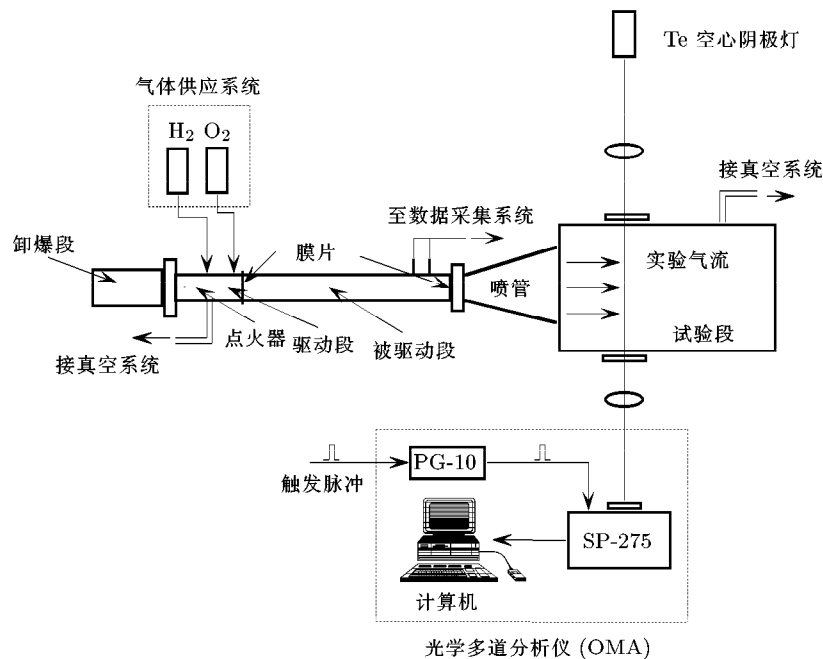 Te 空心阴极灯
气体供应系统
H₂ O₂
接真空系统
至数据采集系统
卸爆段
膜片
实验气流
喷管
点火器
驱动段
被驱动段
试验段
接真空系统
PG-10
触发脉冲
SP-275
计算机
光学多道分析仪 (OMA)